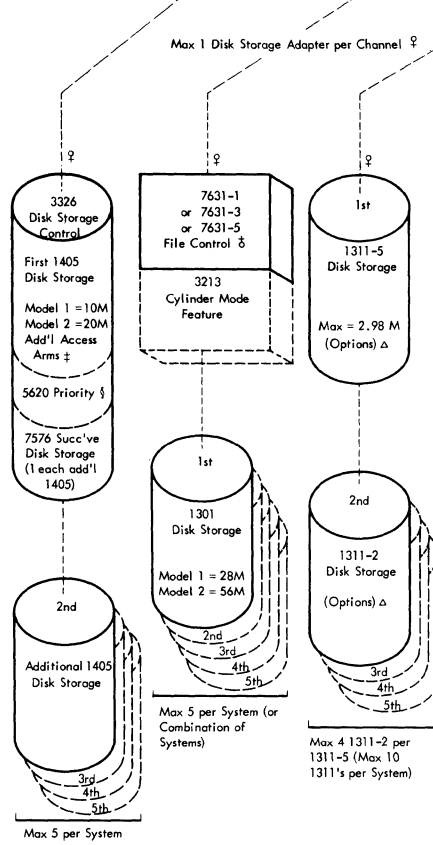 Max 1 Disk Storage Adapter per Channel ♀
♀
3326
Disk Storage
Control
First 1405
Disk Storage
Model 1 =10M
Model 2 =20M
Add'l Access
Arms ‡
5620 Priority §
7576 Succ've
Disk Storage
(1 each add'l
1405)
2nd
Additional 1405
Disk Storage
3rd
4th
5th
Max 5 per System
♀
7631-1
or 7631-3
or 7631-5
File Control
3213
Cylinder Mode
Feature
1st
1301
Disk Storage
Model 1 = 28M
Model 2 = 56M
2nd
3rd
4th
5th
Max 5 per System (or
Combination of
Systems)
♀
1st
1311-5
Disk Storage
Max = 2.98 M
(Options) Δ
2nd
1311-2
Disk Storage
(Options) Δ
3rd
4th
5th
Max 4 1311-2 per
1311-5 (Max 10
1311's per System)